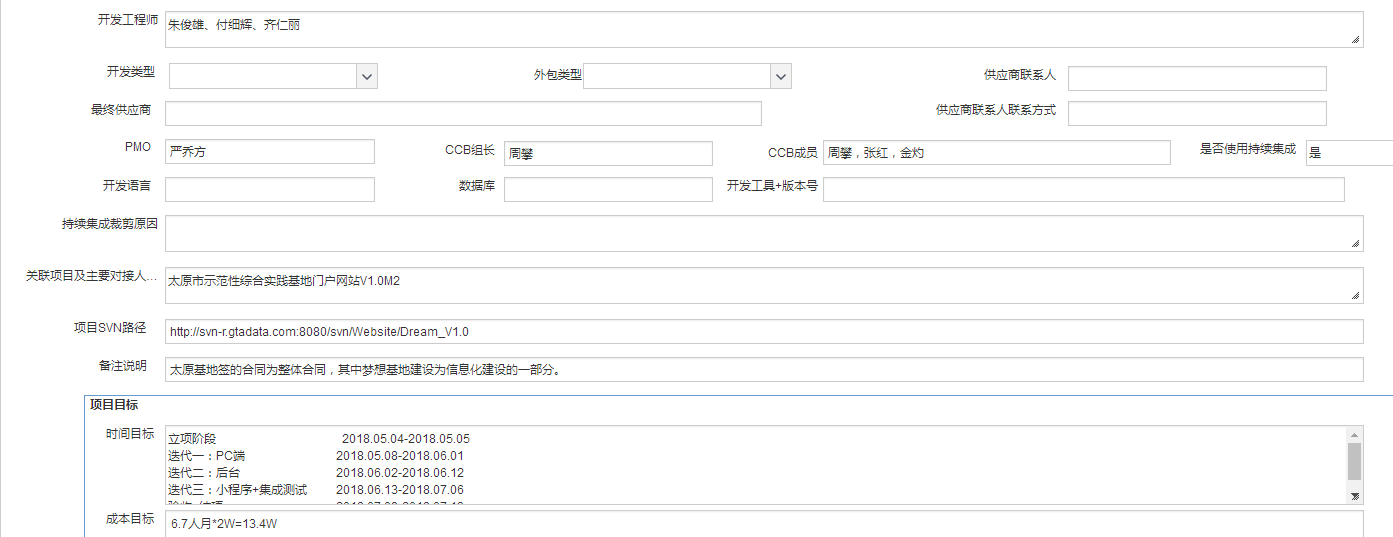 开发工程师 朱俊雄、付细辉、齐仁丽
开发类型 外包类型 供应商联系人
最终供应商 供应商联系人联系方式
PMO 严乔方 CCB组长 周攀 CCB成员 周攀，张红，金灼 是否使用持续集成 是
开发语言 数据库 开发工具+版本号
持续集成裁剪原因
关联项目及主要对接人... 太原市示范性综合实践基地门户网站V1.0M2
项目SVN路径 http://svn-r.gtadata.com:8080/svn/Website/Dream_V1.0
备注说明 太原基地签的合同为整体合同，其中梦想基地建设为信息化建设的一部分。
项目目标
时间目标 立项阶段 2018.05.04-2018.05.05
迭代一：PC端 2018.05.08-2018.06.01
迭代二：后台 2018.06.02-2018.06.12
迭代三：小程序+集成测试 2018.06.13-2018.07.06
成本目标 6.7人月*2W=13.4W